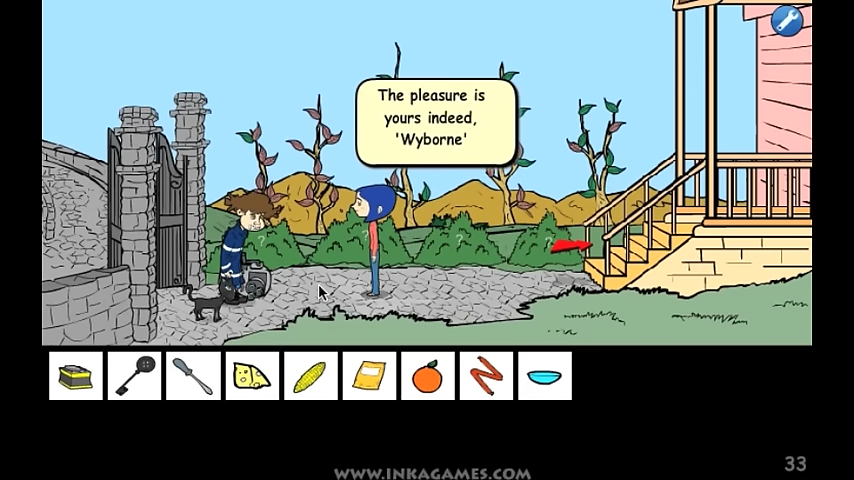 The pleasure is
yours indeed,
'Wyborne'
?
?
?
?
33
WWW.INKAGAMES.COM